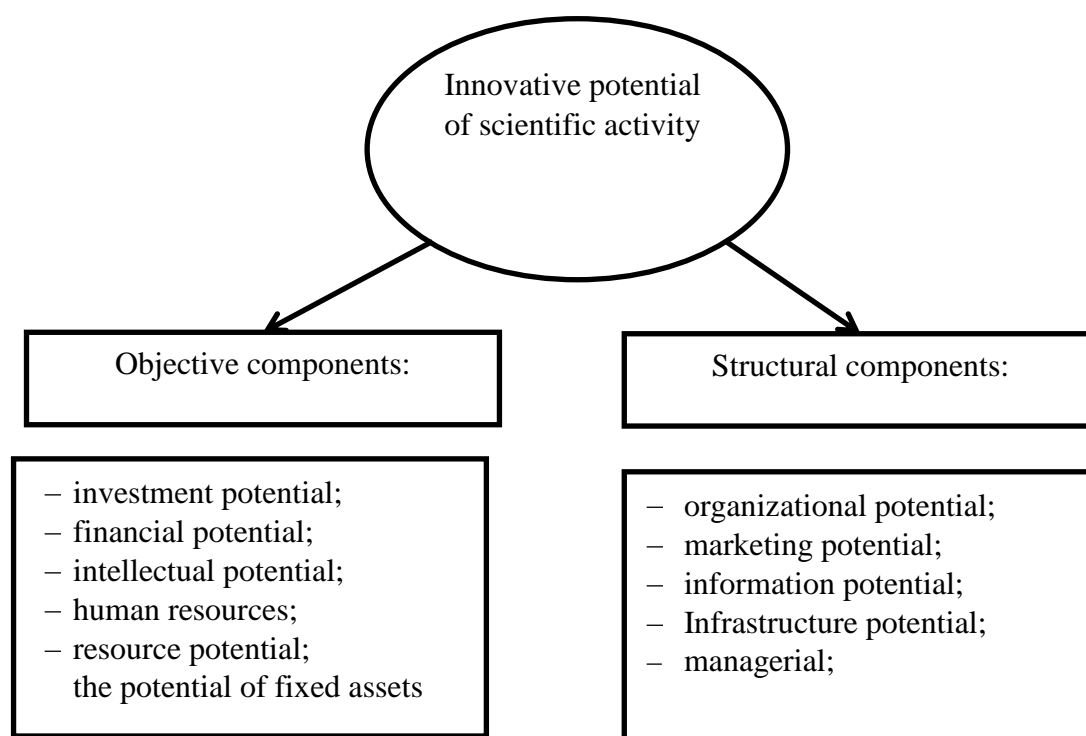 Innovative potential
of scientific activity
Objective components:
Structural components:
– investment potential;
– financial potential;
– intellectual potential;
– human resources;
– resource potential;
the potential of fixed assets
– organizational potential;
– marketing potential;
– information potential;
– Infrastructure potential;
– managerial;